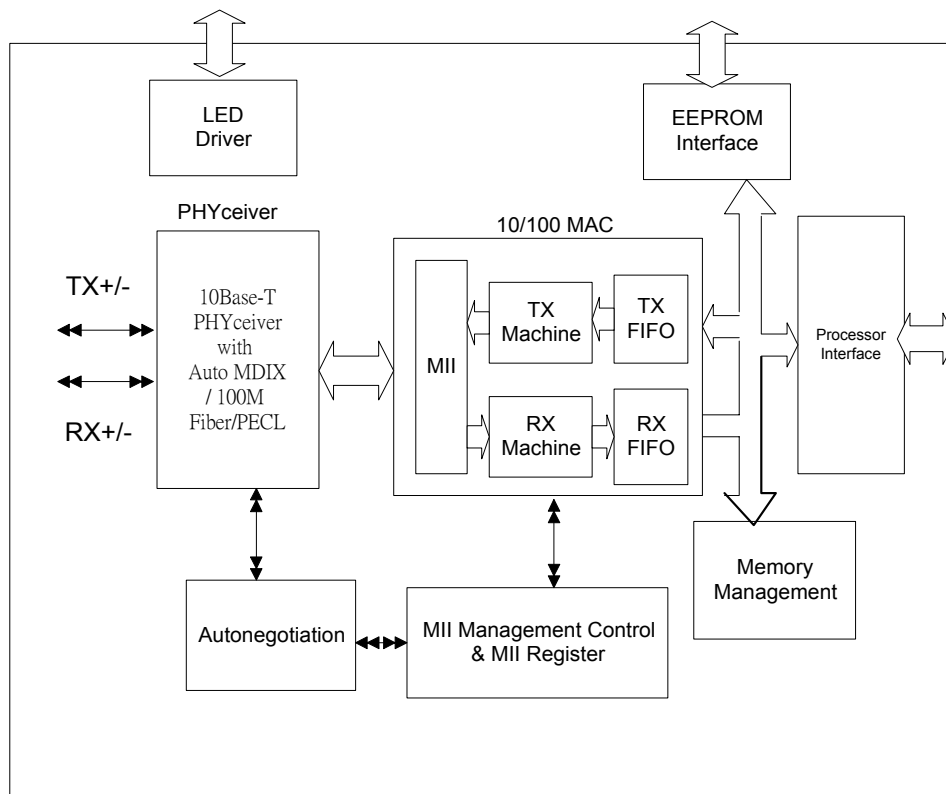 LED
Driver
EEPROM
Interface
PHYceiver
10/100 MAC
TX+/-
RX+/-
10Base-T
PHYceiver
with
Auto MDIX
/ 100M
Fiber/PECL
MII
TX
Machine
TX
FIFO
RX
Machine
RX
FIFO
Processor
Interface
Memory
Management
Autonegotiation
MII Management Control
& MII Register